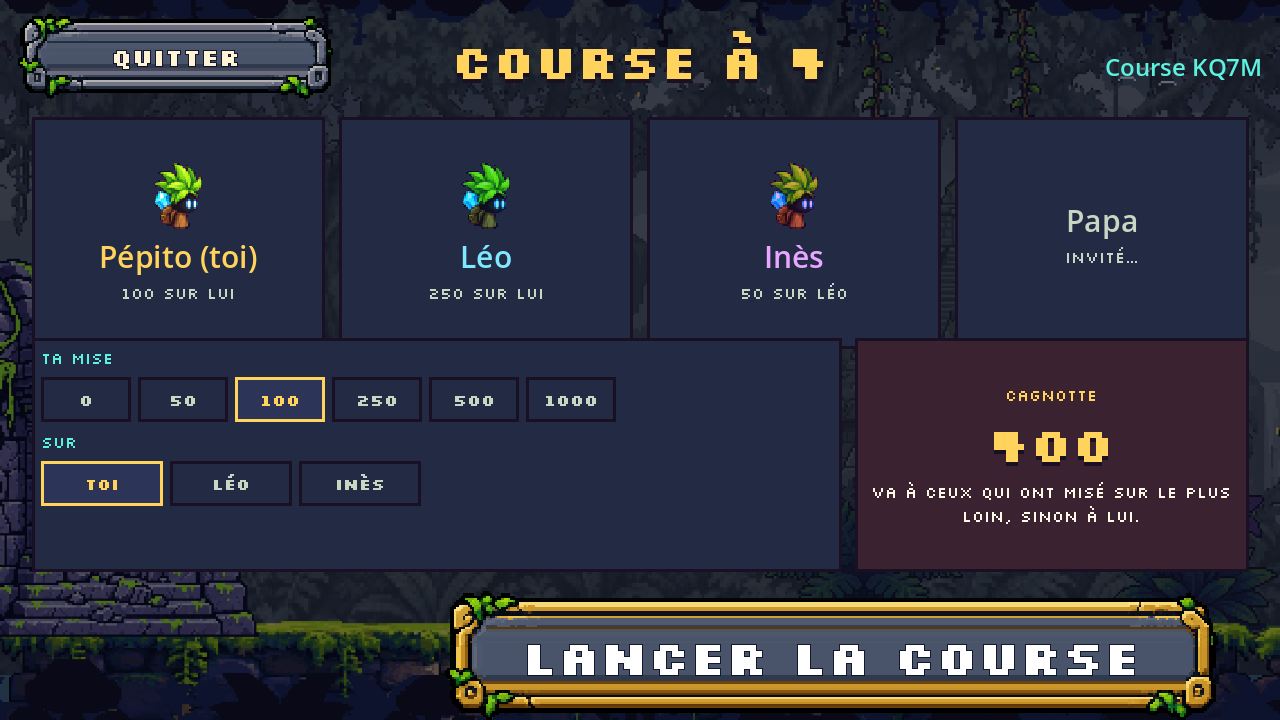 QUITTER
COURSE À 4
Course KQ7M
Pépito (toi)
100 SUR LUI
Léo
250 SUR LUI
Inès
50 SUR LÉO
Papa
INVITÉ…
TA MISE
0
50
100
250
500
1000
SUR
TOI
LÉO
INÈS
CAGNOTTE
400
VA À CEUX QUI ONT MISÉ SUR LE PLUS
LOIN, SINON À LUI.
LANCER LA COURSE